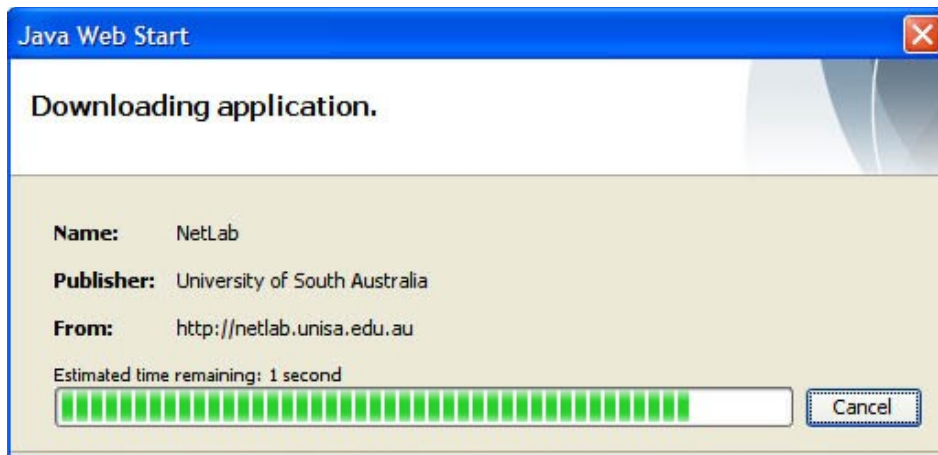 Java Web Start
Downloading application.
Name: NetLab
Publisher: University of South Australia
From: http://netlab.unisa.edu.au
Estimated time remaining: 1 second
Cancel